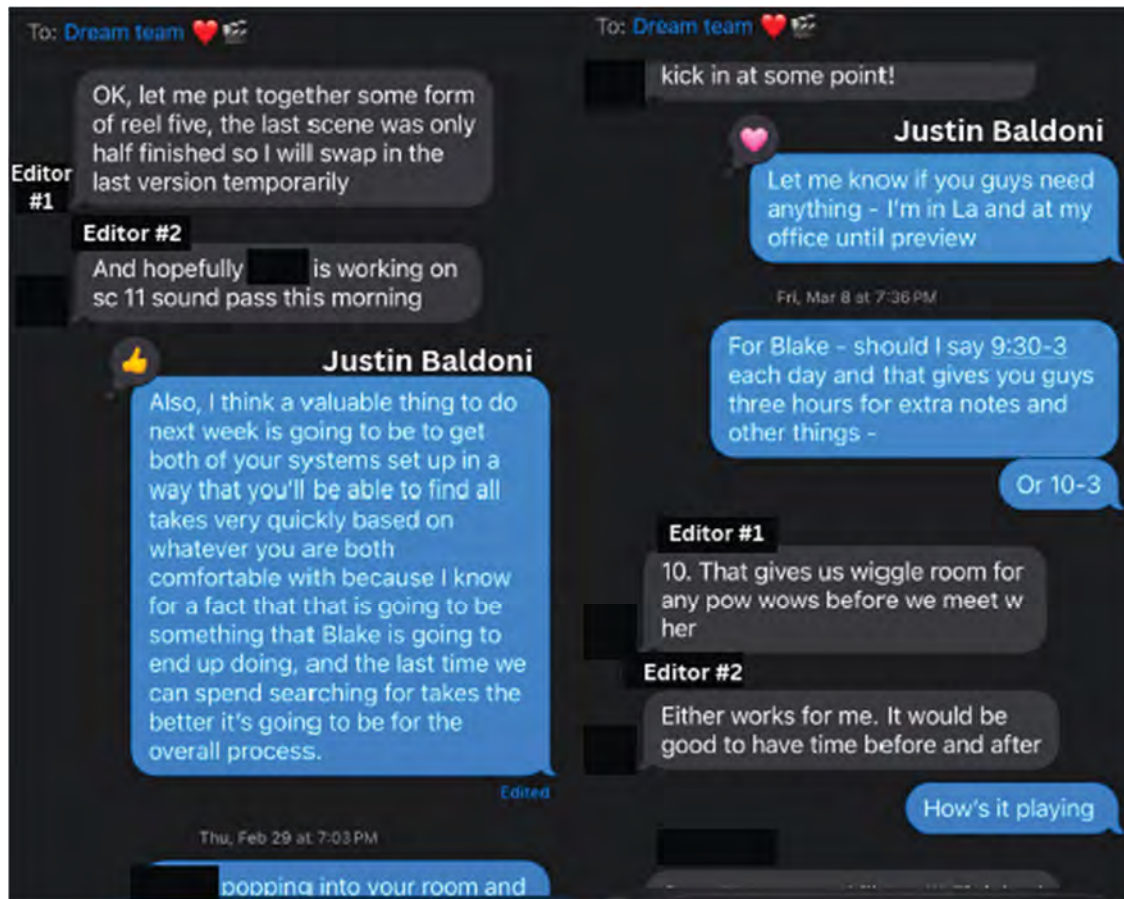 To: Dream team ❤️🎬
OK, let me put together some form
of reel five, the last scene was only
half finished so I will swap in the
last version temporarily
Editor
#1
Editor #2
And hopefully is working on
sc 11 sound pass this morning
Justin Baldoni
Also, I think a valuable thing to do
next week is going to be to get
both of your systems set up in a
way that you'll be able to find all
takes very quickly based on
whatever you are both
comfortable with because I know
for a fact that that is going to be
something that Blake is going to
end up doing, and the last time we
can spend searching for takes the
better it's going to be for the
overall process.
Edited
Thu, Feb 29 at 7:03 PM
popping into your room and
To: Dream team ❤️🎬
kick in at some point!
Justin Baldoni
Let me know if you guys need
anything - I'm in La and at my
office until preview
Fri, Mar 8 at 7:36 PM
For Blake - should I say 9:30-3
each day and that gives you guys
three hours for extra notes and
other things -
Or 10-3
Editor #1
10. That gives us wiggle room for
any pow wows before we meet w
her
Editor #2
Either works for me. It would be
good to have time before and after
How's it playing